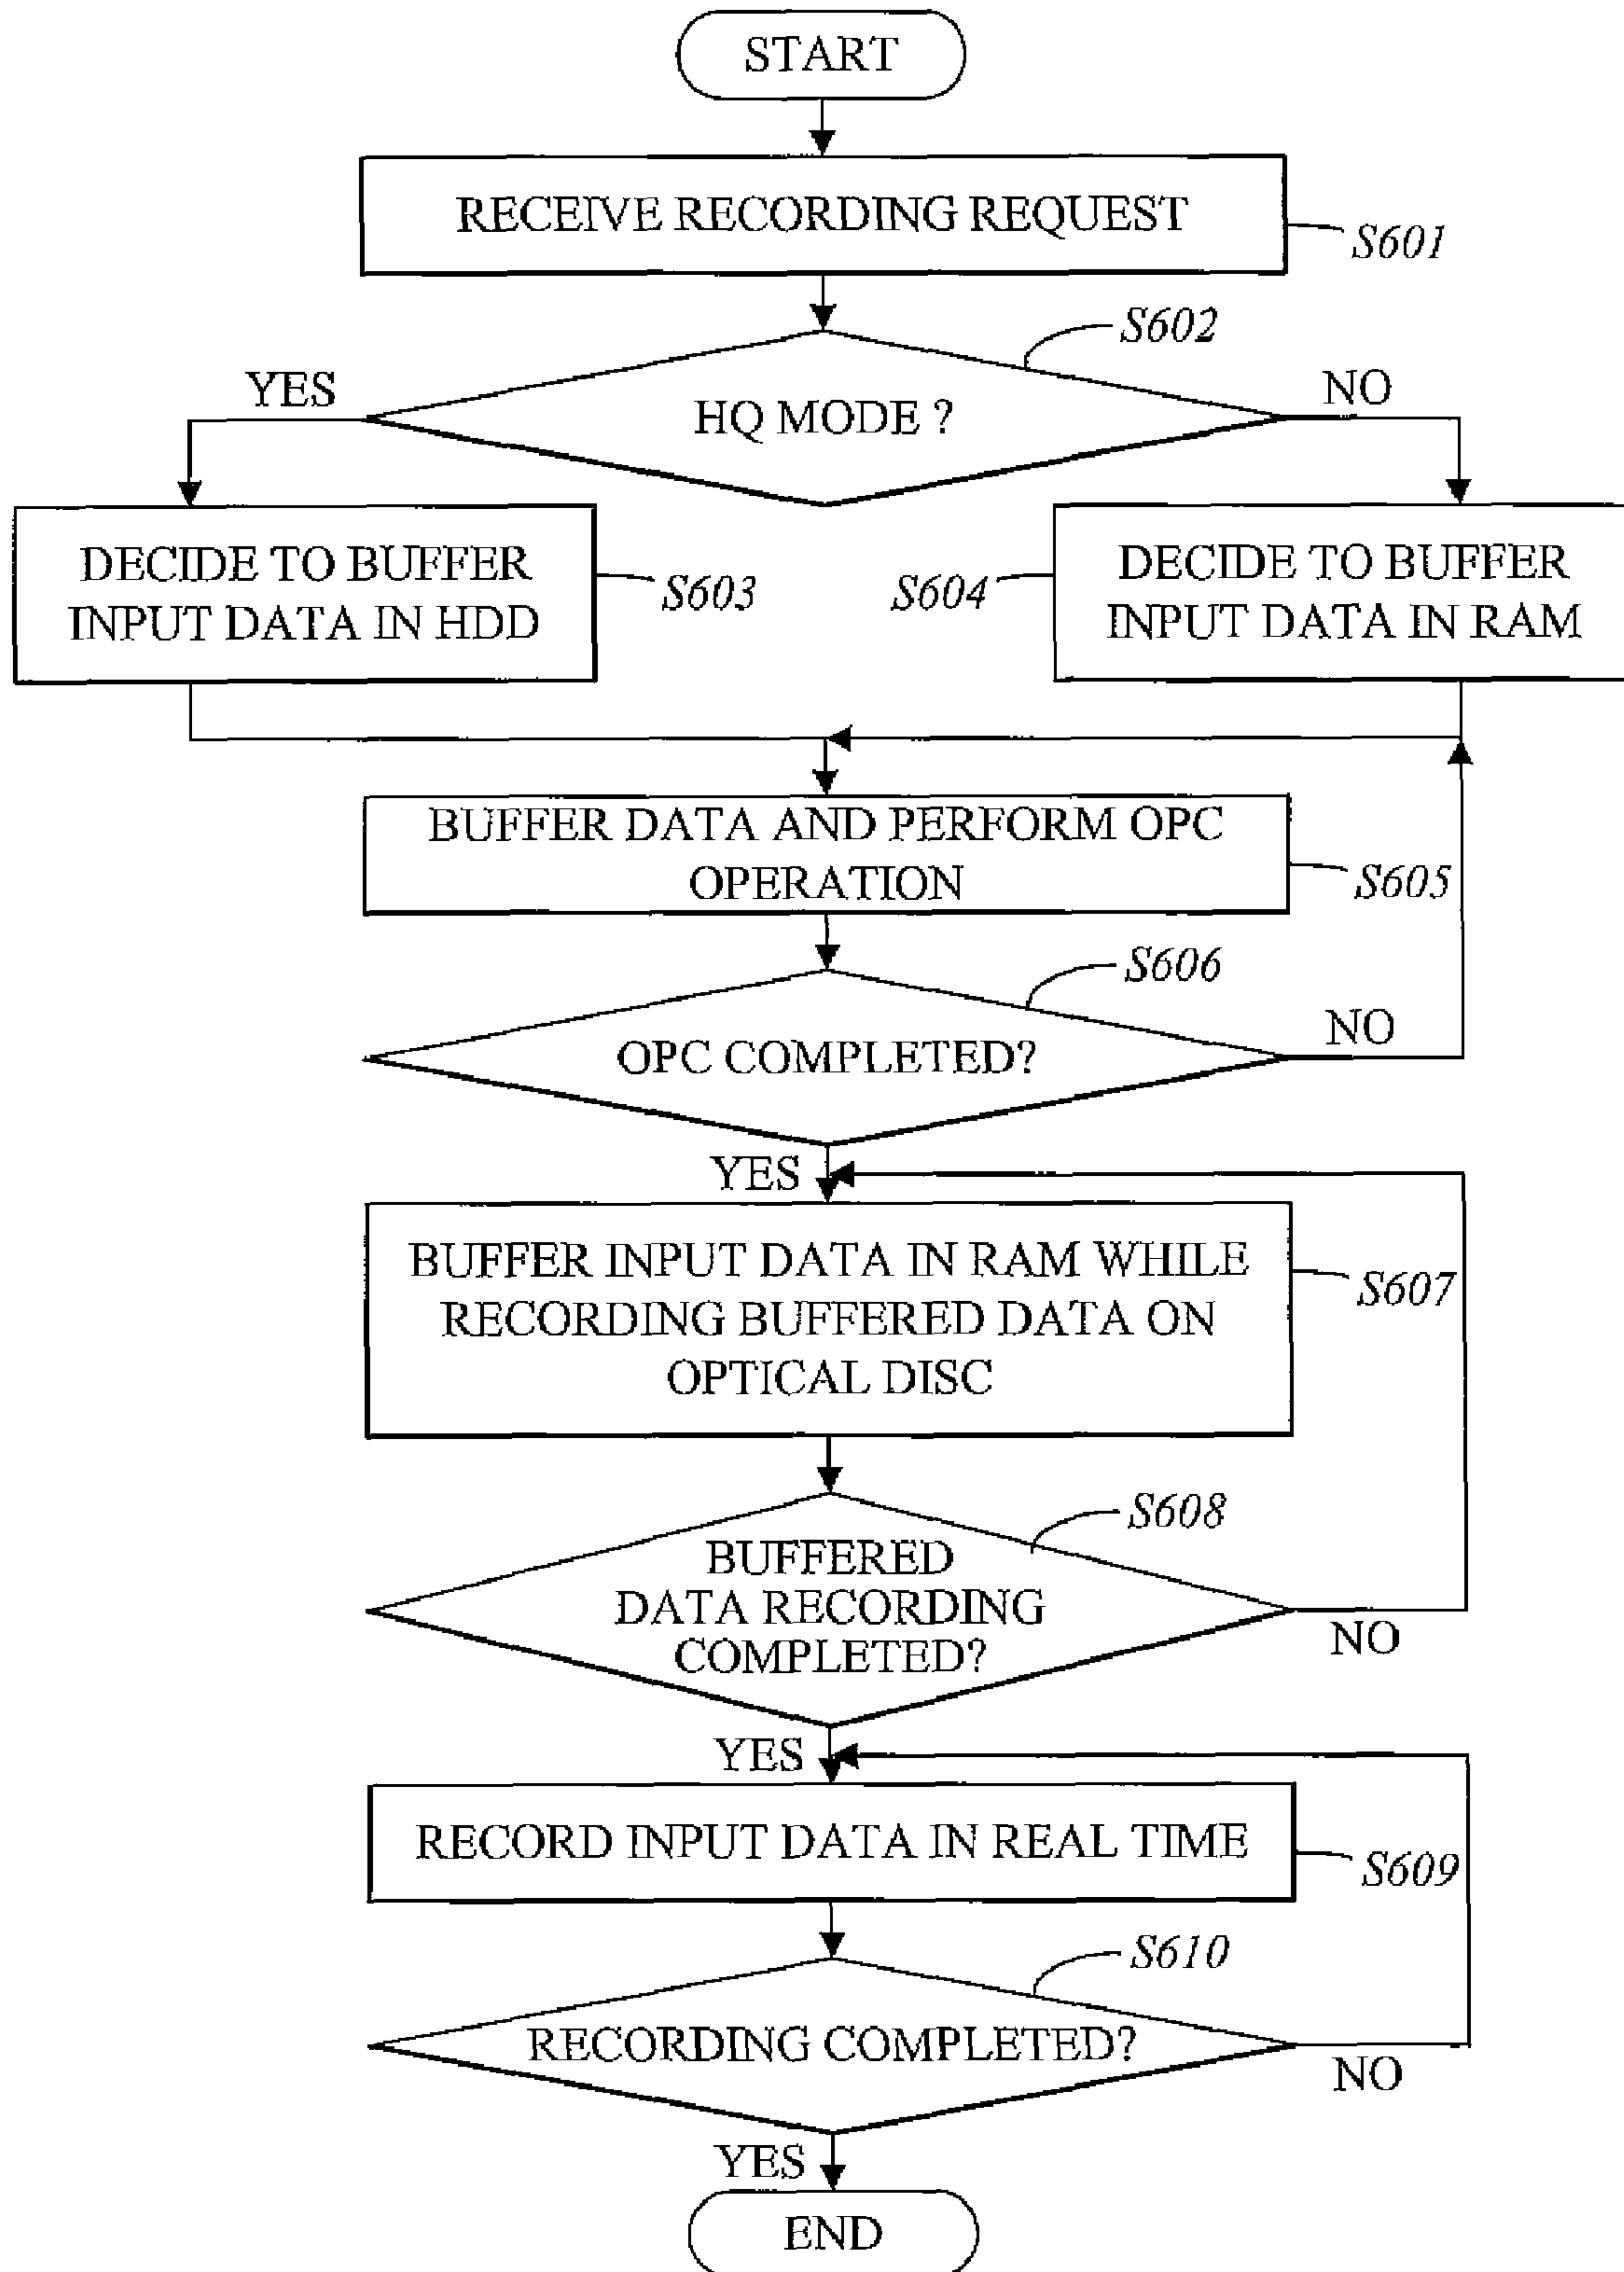 START
RECEIVE RECORDING REQUEST
S601
S602
YES
NO
HQ MODE ?
DECIDE TO BUFFER
INPUT DATA IN HDD
S603
S604
DECIDE TO BUFFER
INPUT DATA IN RAM
BUFFER DATA AND PERFORM OPC
OPERATION
S605
S606
NO
OPC COMPLETED?
YES
BUFFER INPUT DATA IN RAM WHILE
RECORDING BUFFERED DATA ON
OPTICAL DISC
S607
S608
BUFFERED
DATA RECORDING
COMPLETED?
NO
YES
RECORD INPUT DATA IN REAL TIME
S609
S610
RECORDING COMPLETED?
NO
YES
END